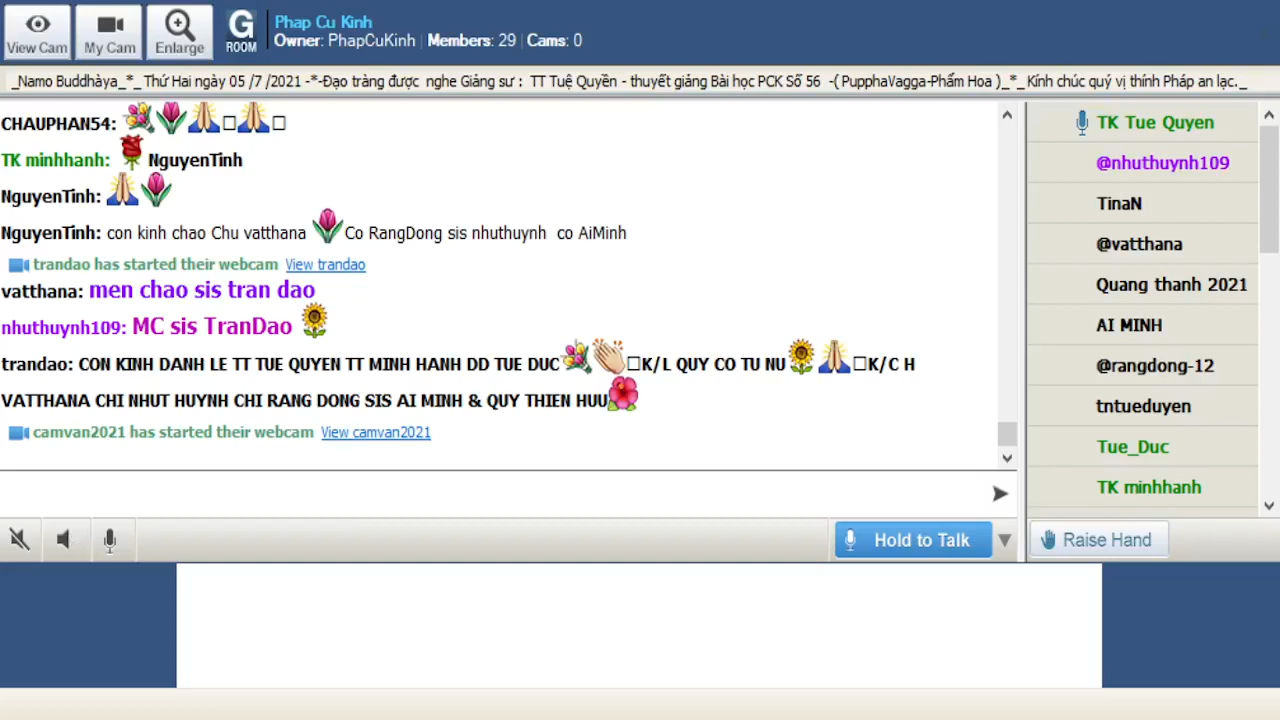 View Cam
My Cam
Enlarge
G
ROOM
Phap Cu Kinh
Owner: PhapCuKinh | Members: 29 | Cams: 0
_Namo Buddhàya_*_ Thứ Hai ngày 05 /7 /2021 -*-Đạo tràng được nghe Giảng sư : TT Tuệ Quyền - thuyết giảng Bài học PCK Số 56 -( PupphaVagga-Phẩm Hoa )_*_ Kính chúc quý vị thính Pháp an lạc._
CHAUPHAN54:
TK minhhanh: NguyenTinh
NguyenTinh:
NguyenTinh: con kinh chao Chu vatthana Co RangDong sis nhuthuynh co AiMinh
trandao has started their webcam View trandao
vatthana: men chao sis tran dao
nhuthuynh109: MC sis TranDao
trandao: CON KINH DANH LE TT TUE QUYEN TT MINH HANH DD TUE DUC K/L QUY CO TU NU K/C H
VATTHANA CHI NHUT HUYNH CHI RANG DONG SIS AI MINH & QUY THIEN HUU
camvan2021 has started their webcam View camvan2021
TK Tue Quyen
@nhuthuynh109
TinaN
@vatthana
Quang thanh 2021
AI MINH
@rangdong-12
tntueduyen
Tue_Duc
TK minhhanh
Hold to Talk
Raise Hand